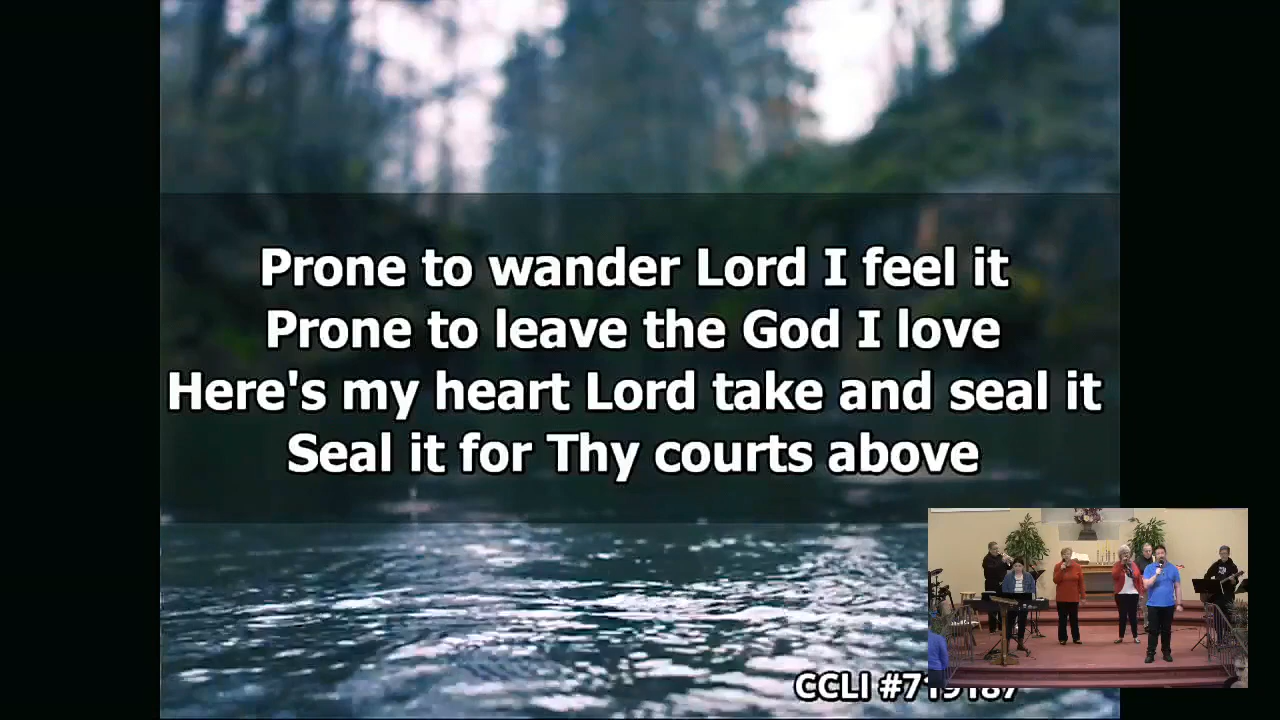 Prone to wander Lord I feel it
Prone to leave the God I love
Here's my heart Lord take and seal it
Seal it for Thy courts above
CCLI